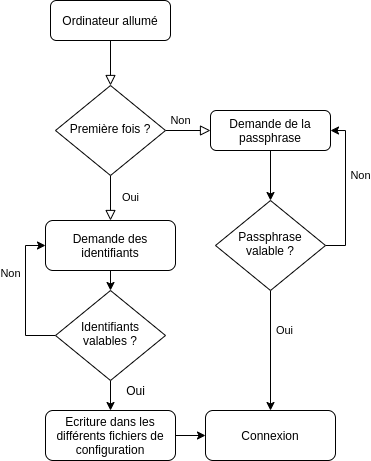 Ordinateur allumé
Première fois ?
Non
Demande de la
passphrase
Non
Oui
Demande des
identifiants
Passphrase
valable ?
Non
Identifiants
valables ?
Oui
Oui
Ecriture dans les
différents fichiers de
configuration
Connexion